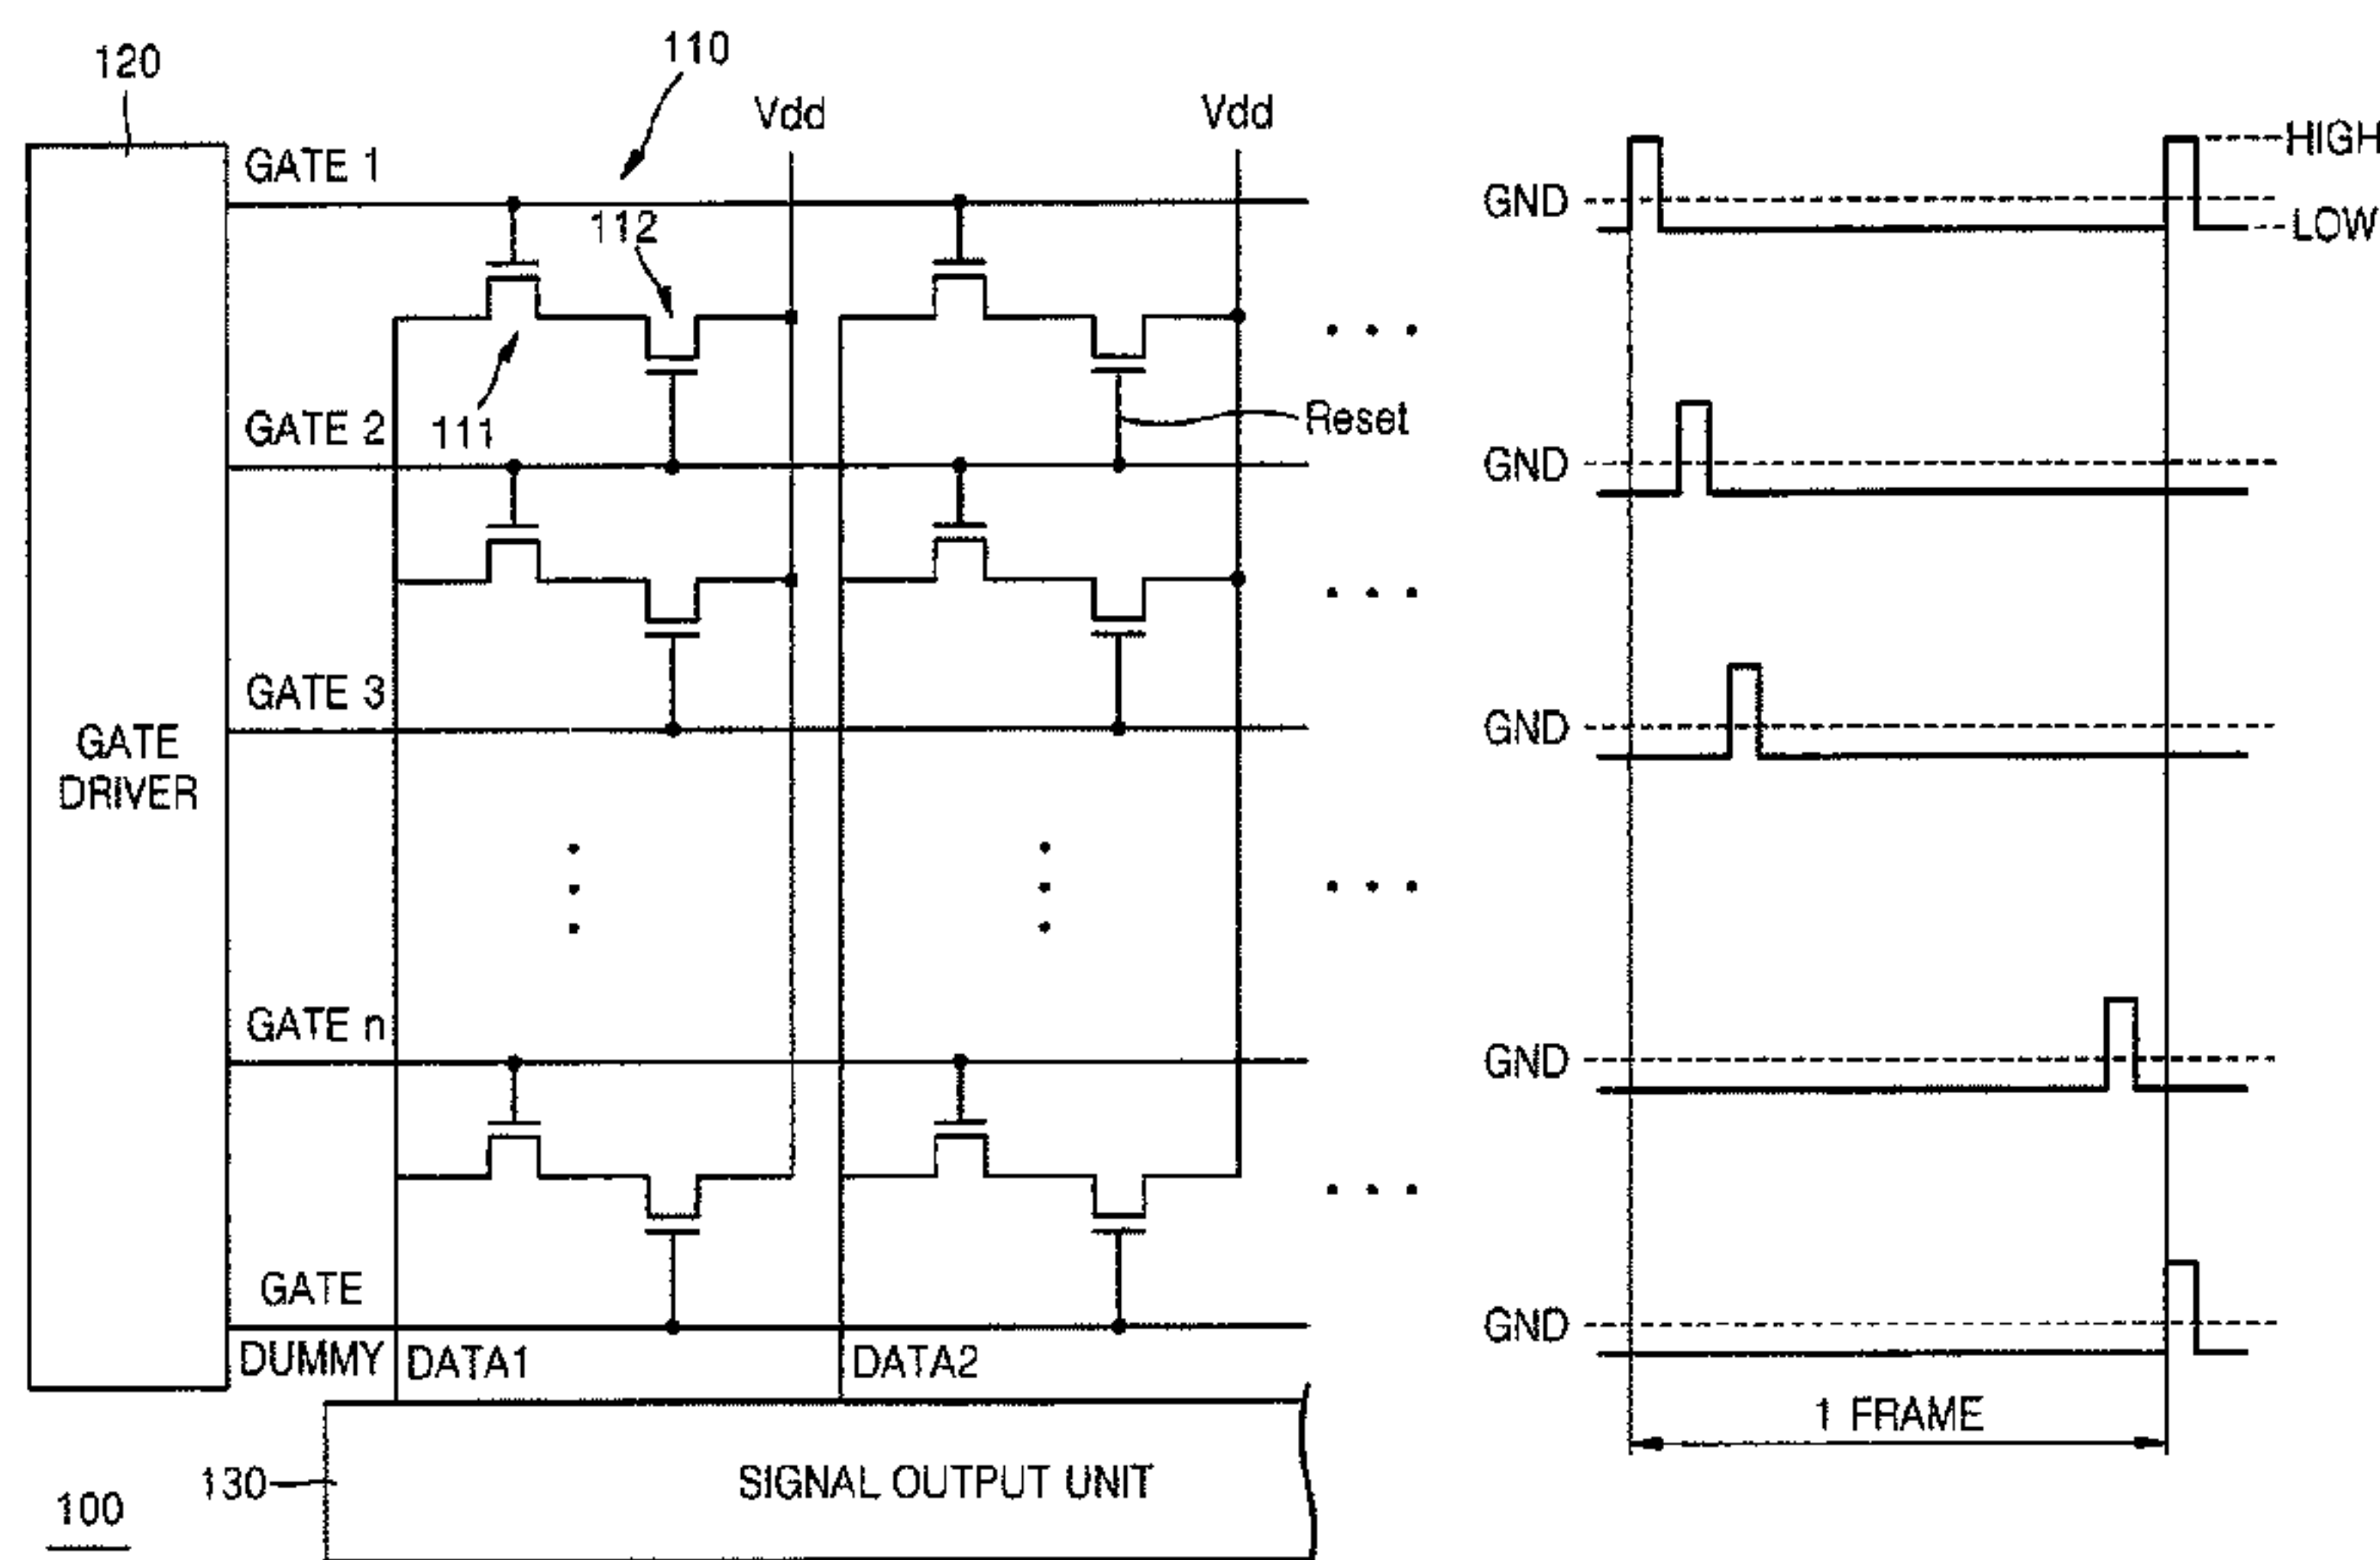 120
110
Vdd
Vdd
GATE 1
112
HIGH
GND
LOW
GATE 2
111
Reset
GND
GATE 3
GND
GATE
DRIVER
GATE n
GND
GATE
DUMMY
GND
DATA1
DATA2
1 FRAME
130
SIGNAL OUTPUT UNIT
100